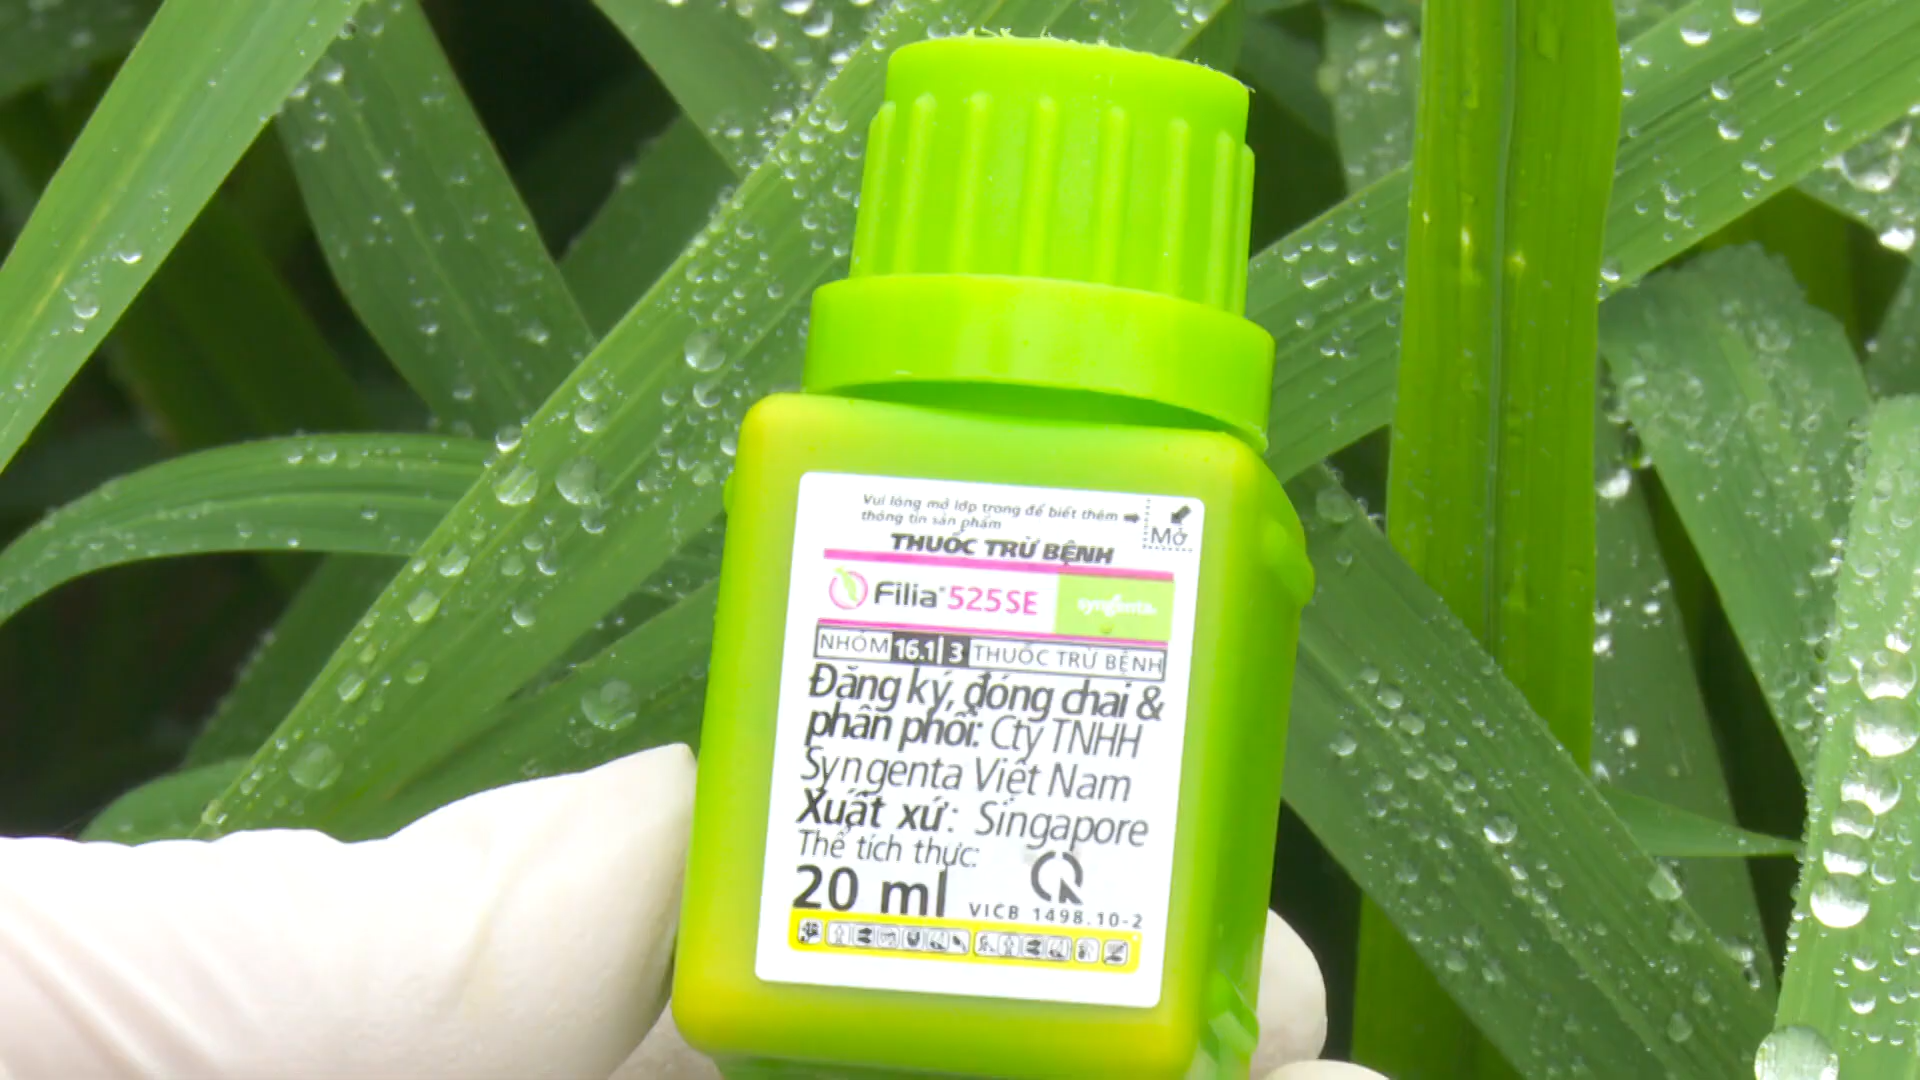 Vui lòng mở lớp trong để biết thêm
thông tin sản phẩm
Mở
THUỐC TRỪ BỆNH
Filia® 525SE
syngenta.
NHÓM 16.1 3 THUỐC TRỪ BỆNH
Đăng ký, đóng chai &
phân phối: Cty TNHH
Syngenta Việt Nam
Xuất xứ: Singapore
Thể tích thực:
20 ml
VICB 1498.10-2